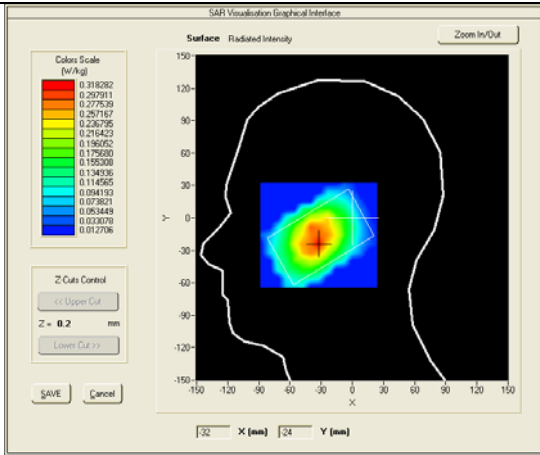 SAR Visualisation Graphical Interface
Surface Radiated Intensity
Zoom In/Out
Colors Scale
(W/kg)
0.318282
0.297911
0.277539
0.257167
0.236795
0.216423
0.196052
0.175680
0.155308
0.134936
0.114565
0.094193
0.073821
0.053449
0.033078
0.012706
Z-Cuts Control
<< Upper Cut
Z = 0.2 mm
Lower Cut >>
SAVE Cancel
150-
120-
90-
60-
30-
0-
-30-
-60-
-90-
-120-
-150-
Y
-150 -120 -90 -60 -30 0 30 60 90 120 150
X
-32 X (mm) -24 Y (mm)